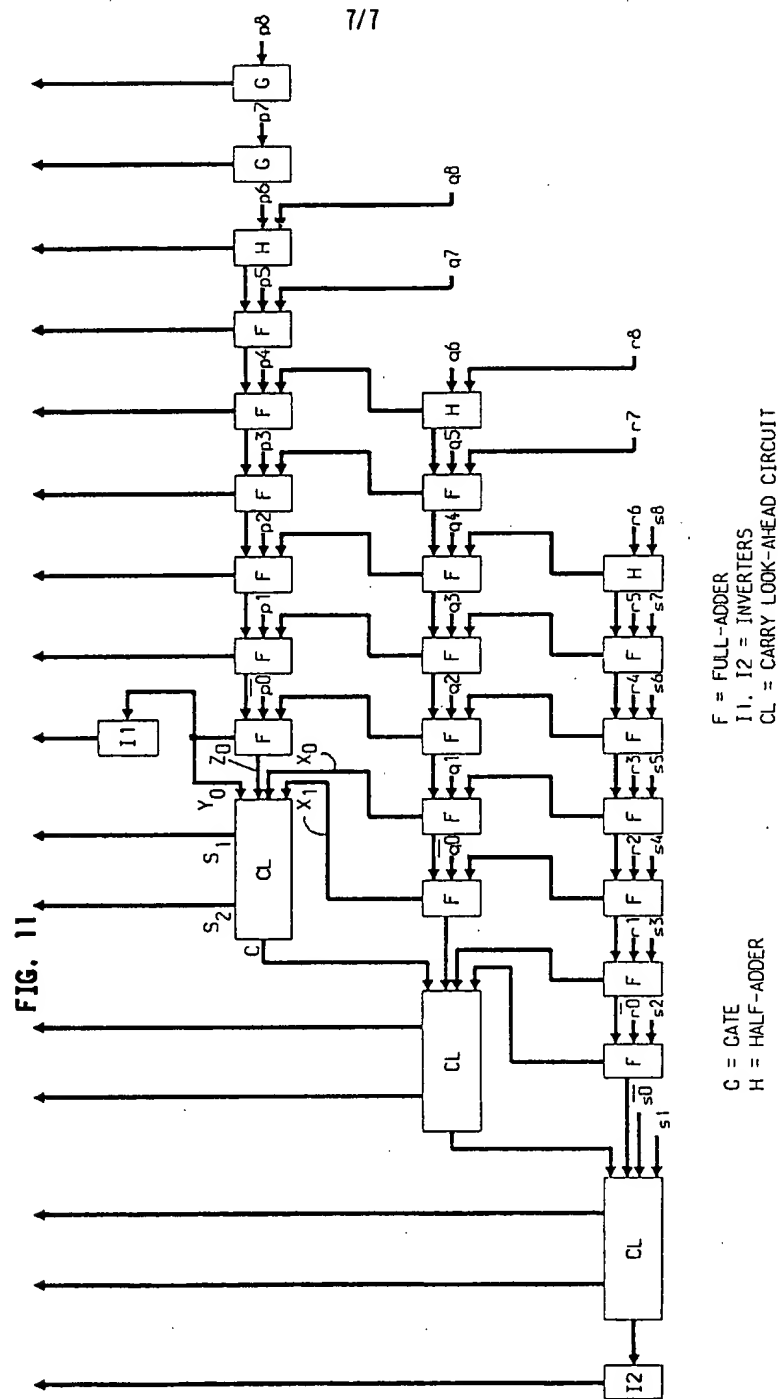 7/7
FIG. 11
p8
G
p7
G
p6
q8
H
p5
q7
F
p4
F
p3
F
p2
F
p1
F
p0
F
I1
Z0
Y0
X0
X1
S1
S2
CL
C
q6
r8
H
q5
r7
F
q4
F
q3
F
q2
F
q1
F
q0
F
CL
r6
s8
H
r5
s7
F
r4
s6
F
r3
s5
F
r2
s4
F
r1
s3
F
r0
s2
F
s0
s1
CL
I2
C = CATE
H = HALF-ADDER
F = FULL-ADDER
I1, I2 = INVERTERS
CL = CARRY LOOK-AHEAD CIRCUIT